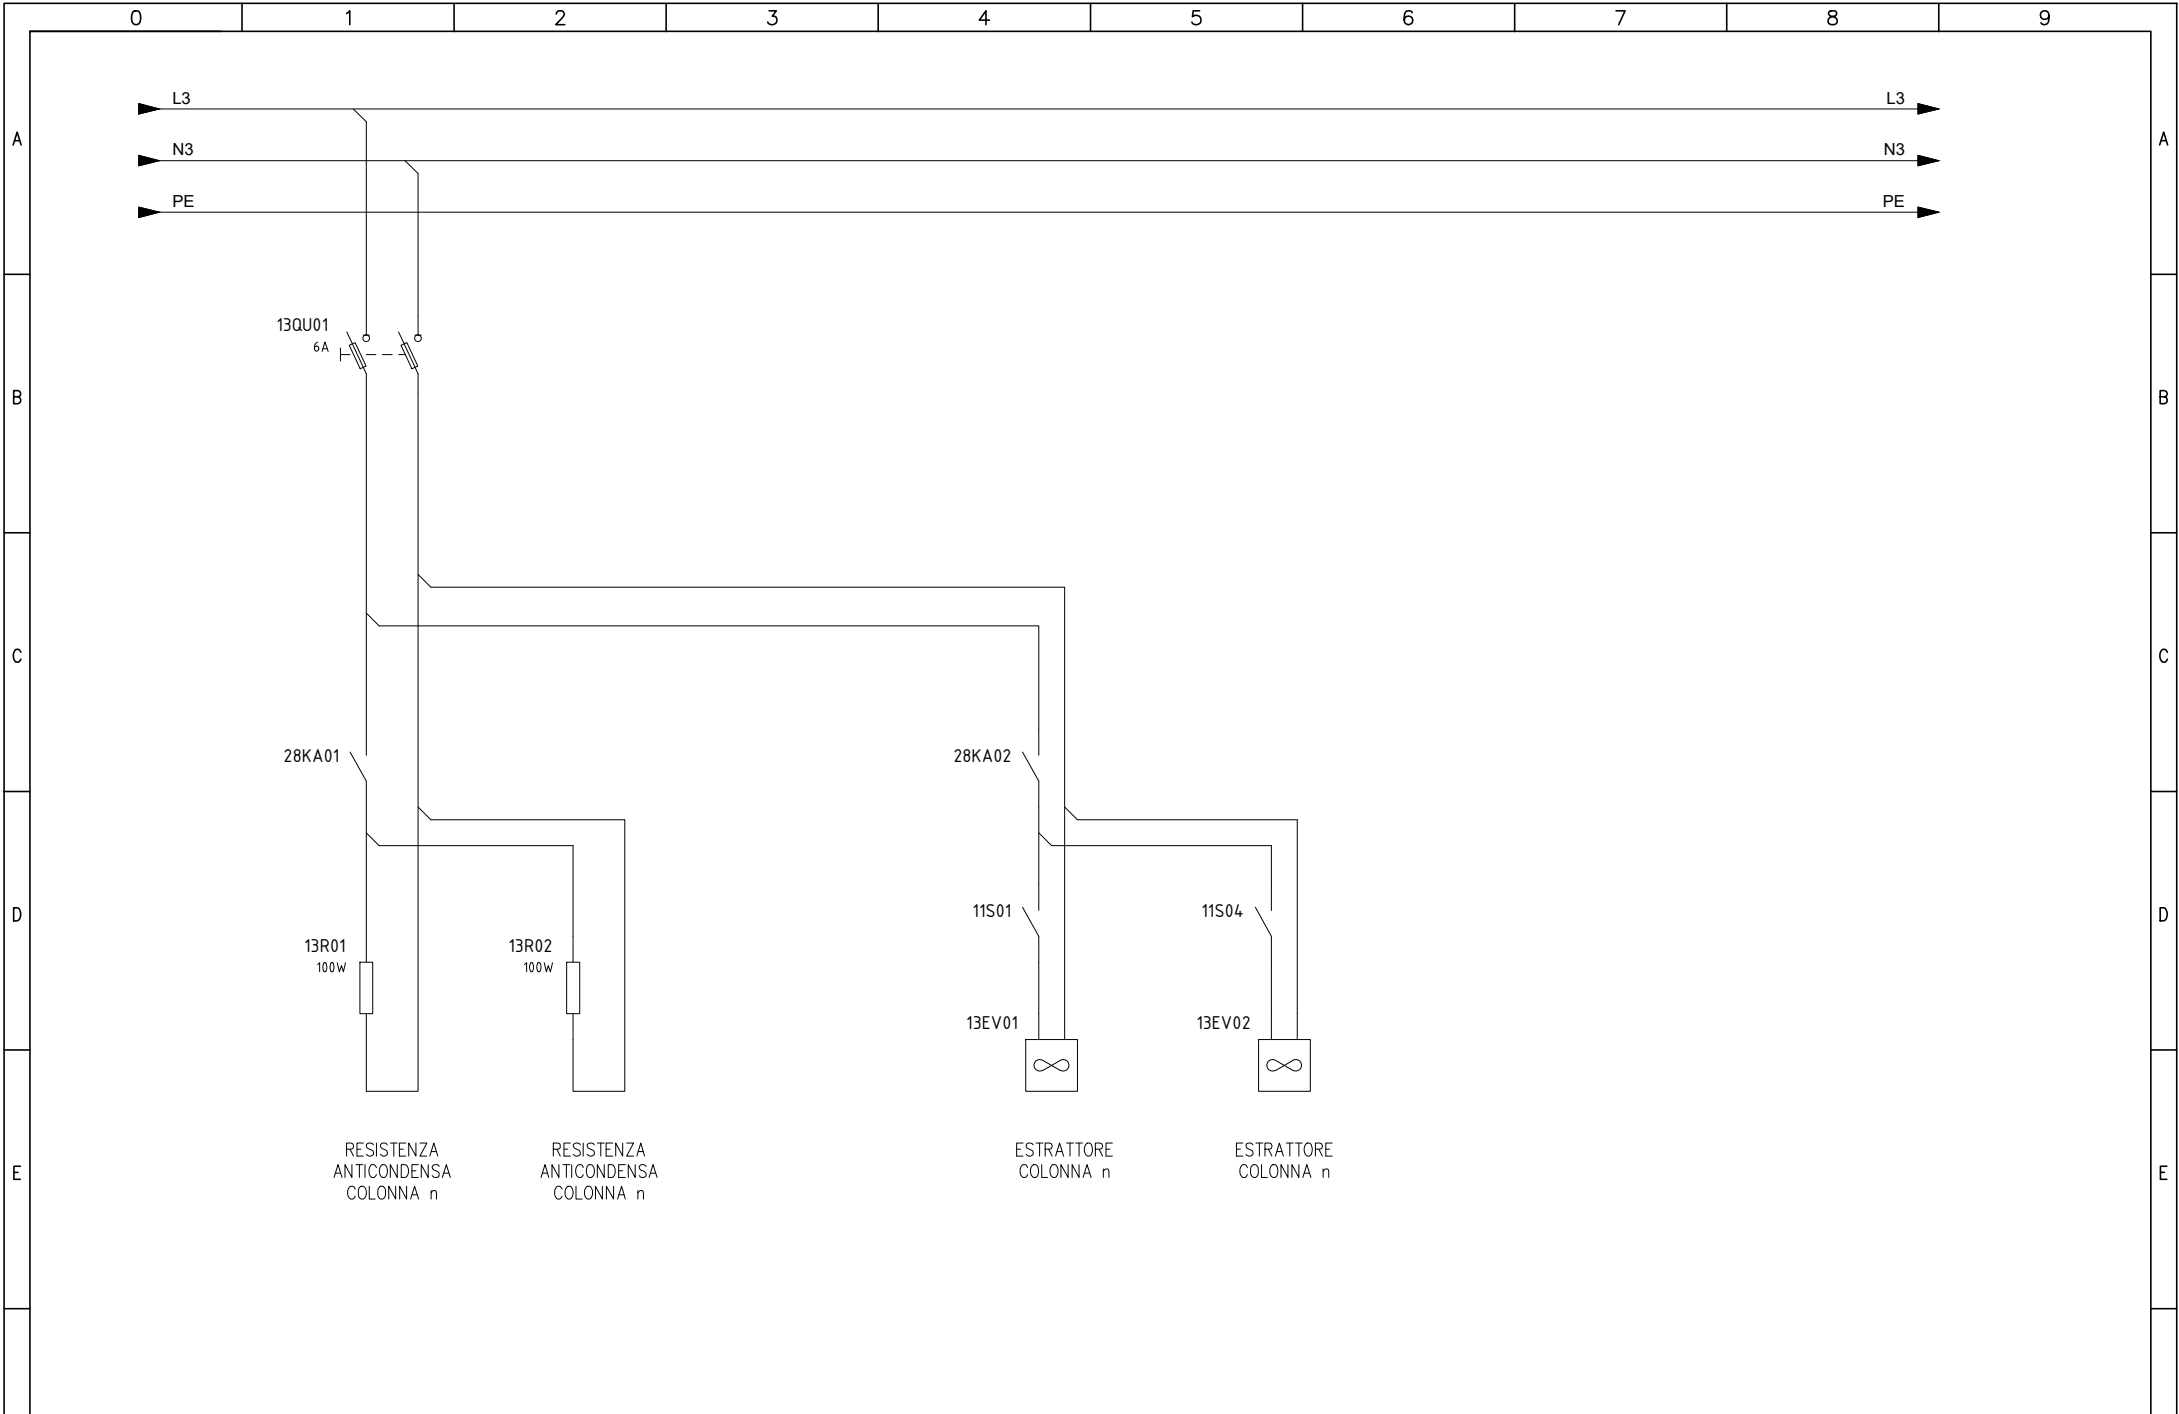 0 1 2 3 4 5 6 7 8 9
L3 L3
A A
N3 N3
PE PE
13QU01
6A
B B
C C
28KA01 28KA02
11S01 11S04
D D
13R01 13R02
100W 100W
13EV01 13EV02
RESISTENZA
ANTICONDENSA
COLONNA n
RESISTENZA
ANTICONDENSA
COLONNA n
ESTRATTORE
COLONNA n
ESTRATTORE
COLONNA n
E E